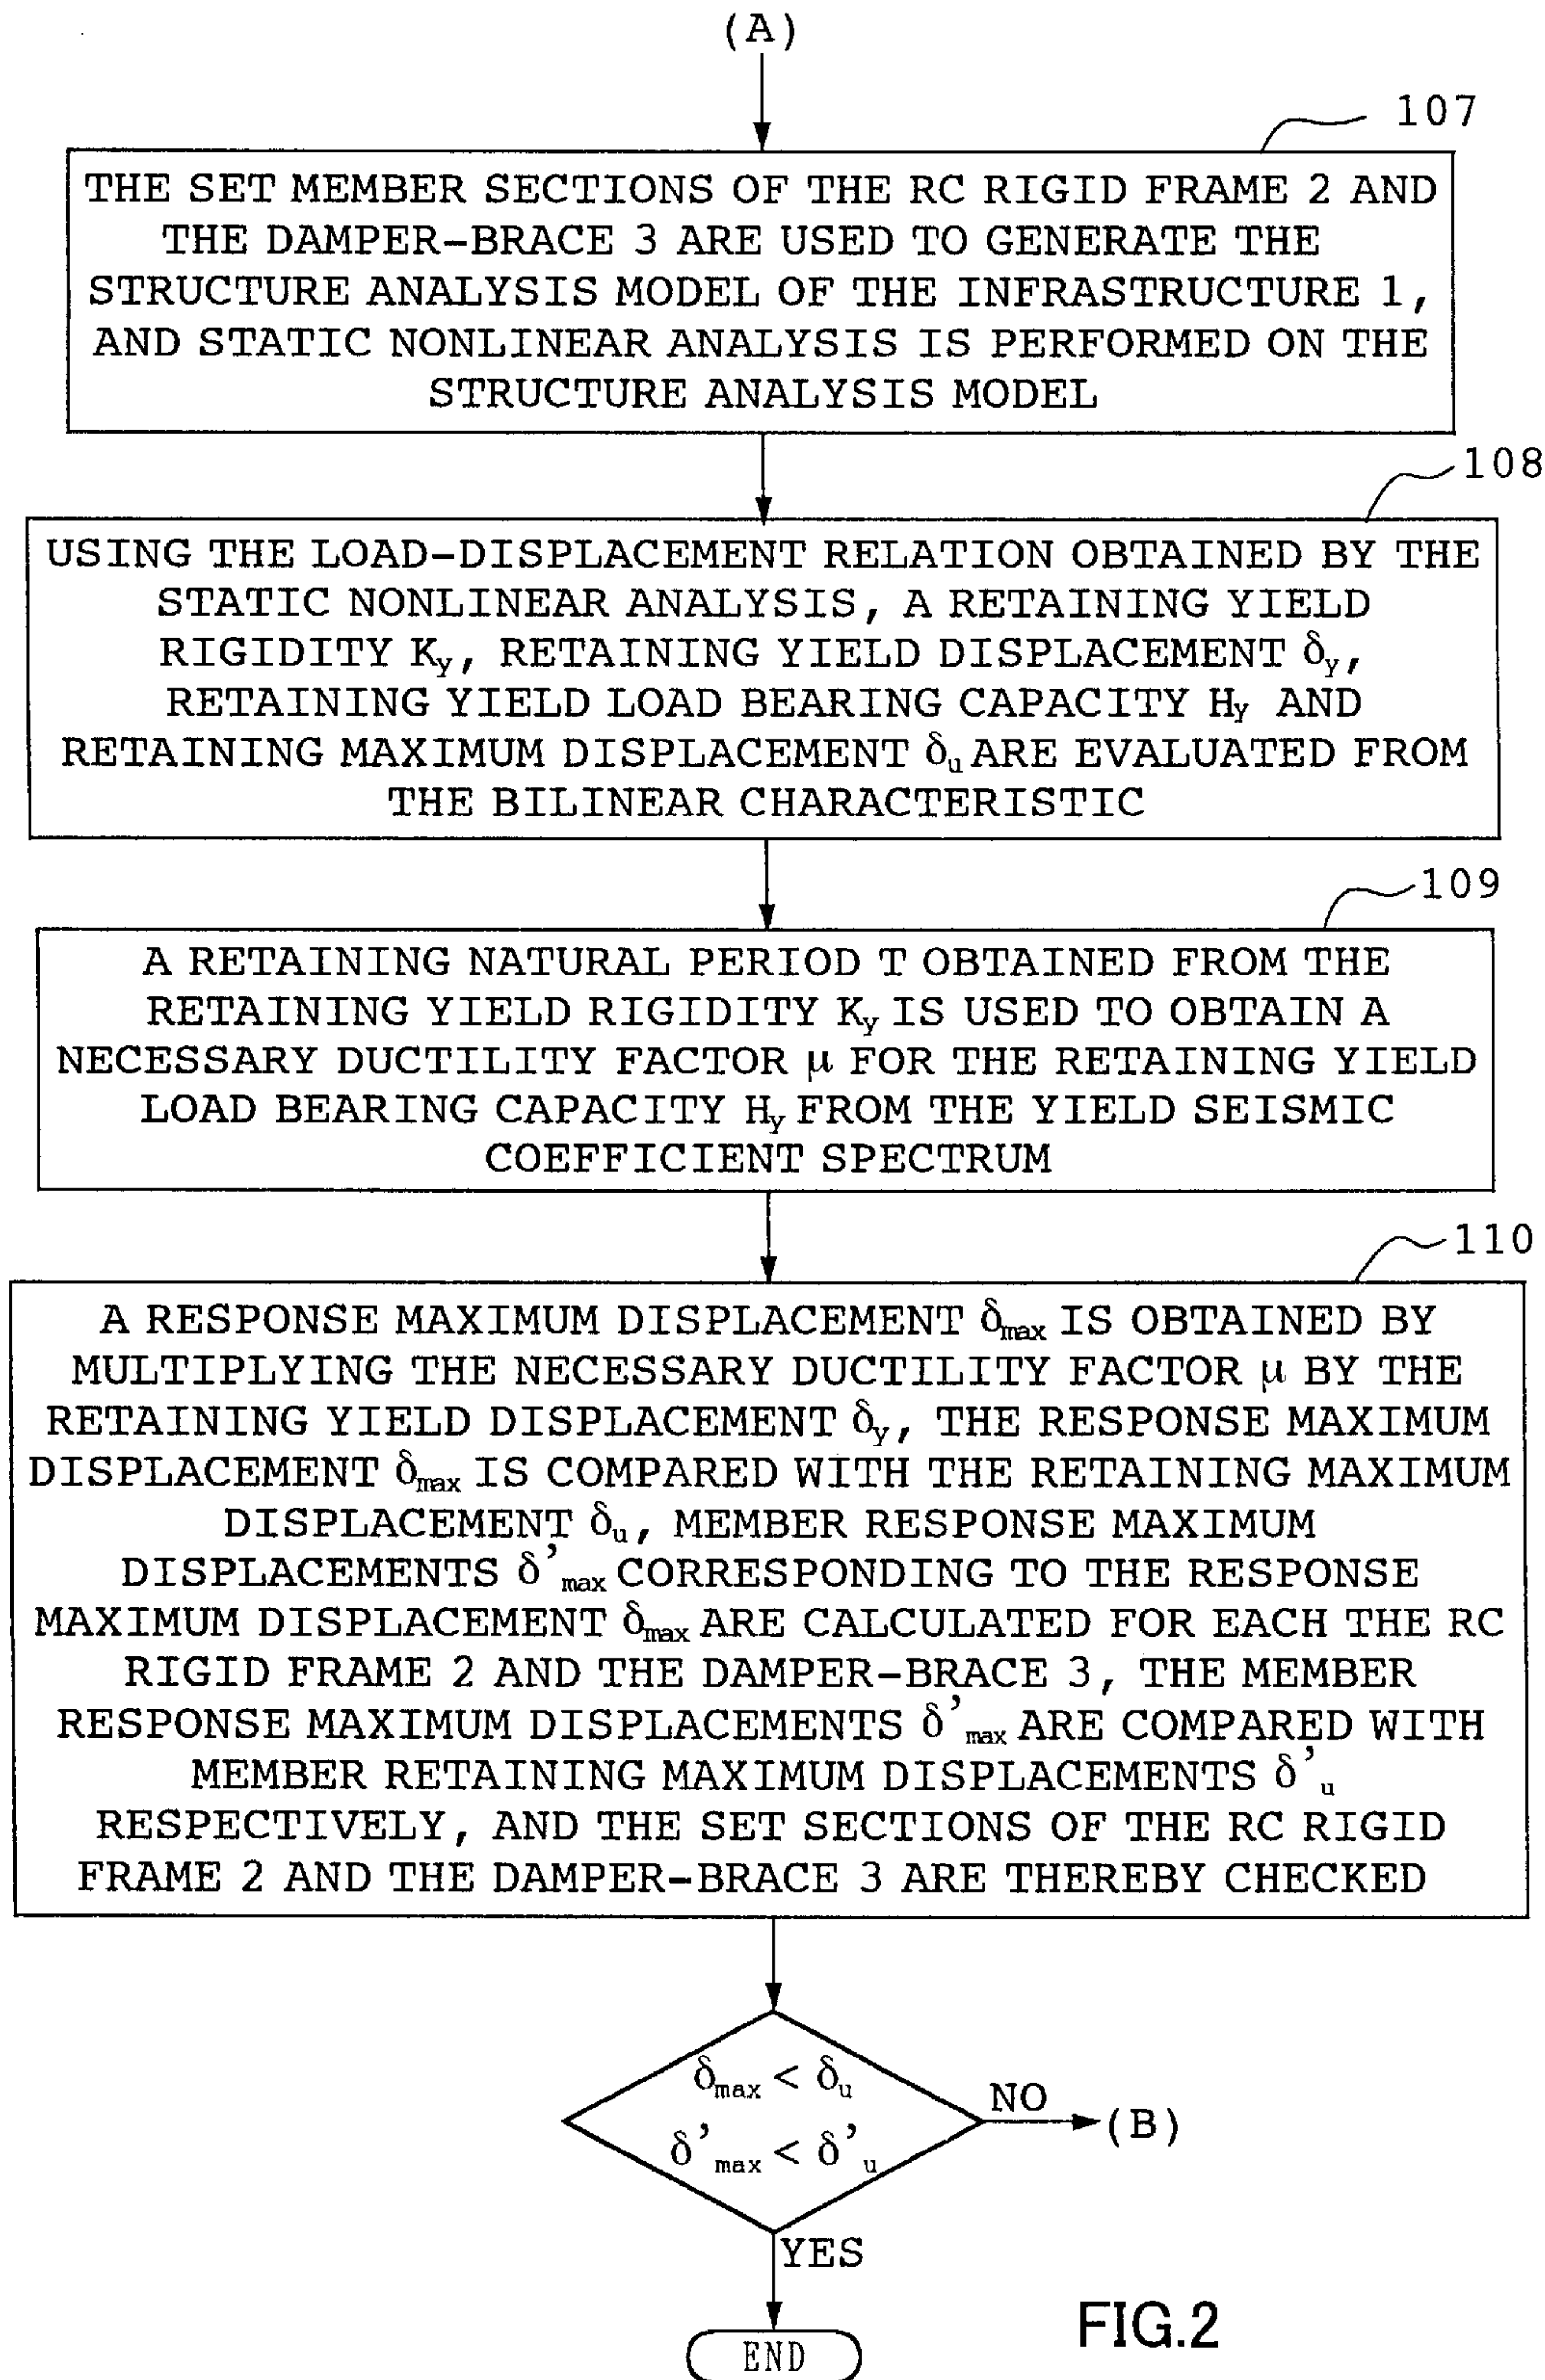 (A)
107
THE SET MEMBER SECTIONS OF THE RC RIGID FRAME 2 AND
THE DAMPER-BRACE 3 ARE USED TO GENERATE THE
STRUCTURE ANALYSIS MODEL OF THE INFRASTRUCTURE 1,
AND STATIC NONLINEAR ANALYSIS IS PERFORMED ON THE
STRUCTURE ANALYSIS MODEL
108
USING THE LOAD-DISPLACEMENT RELATION OBTAINED BY THE
STATIC NONLINEAR ANALYSIS, A RETAINING YIELD
RIGIDITY Ky, RETAINING YIELD DISPLACEMENT δy,
RETAINING YIELD LOAD BEARING CAPACITY Hy AND
RETAINING MAXIMUM DISPLACEMENT δu ARE EVALUATED FROM
THE BILINEAR CHARACTERISTIC
109
A RETAINING NATURAL PERIOD T OBTAINED FROM THE
RETAINING YIELD RIGIDITY Ky IS USED TO OBTAIN A
NECESSARY DUCTILITY FACTOR μ FOR THE RETAINING YIELD
LOAD BEARING CAPACITY Hy FROM THE YIELD SEISMIC
COEFFICIENT SPECTRUM
110
A RESPONSE MAXIMUM DISPLACEMENT δmax IS OBTAINED BY
MULTIPLYING THE NECESSARY DUCTILITY FACTOR μ BY THE
RETAINING YIELD DISPLACEMENT δy, THE RESPONSE MAXIMUM
DISPLACEMENT δmax IS COMPARED WITH THE RETAINING MAXIMUM
DISPLACEMENT δu, MEMBER RESPONSE MAXIMUM
DISPLACEMENTS δ'max CORRESPONDING TO THE RESPONSE
MAXIMUM DISPLACEMENT δmax ARE CALCULATED FOR EACH THE RC
RIGID FRAME 2 AND THE DAMPER-BRACE 3, THE MEMBER
RESPONSE MAXIMUM DISPLACEMENTS δ'max ARE COMPARED WITH
MEMBER RETAINING MAXIMUM DISPLACEMENTS δ'u
RESPECTIVELY, AND THE SET SECTIONS OF THE RC RIGID
FRAME 2 AND THE DAMPER-BRACE 3 ARE THEREBY CHECKED
δmax < δu
δ'max < δ'u
NO
(B)
YES
END
FIG.2